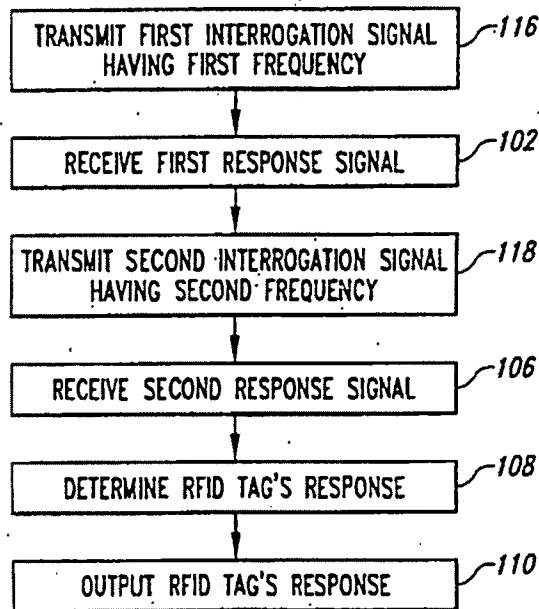 TRANSMIT FIRST INTERROGATION SIGNAL
HAVING FIRST FREQUENCY
116
RECEIVE FIRST RESPONSE SIGNAL
102
TRANSMIT SECOND INTERROGATION SIGNAL
HAVING SECOND FREQUENCY
118
RECEIVE SECOND RESPONSE SIGNAL
106
DETERMINE RFID TAG'S RESPONSE
108
OUTPUT RFID TAG'S RESPONSE
110